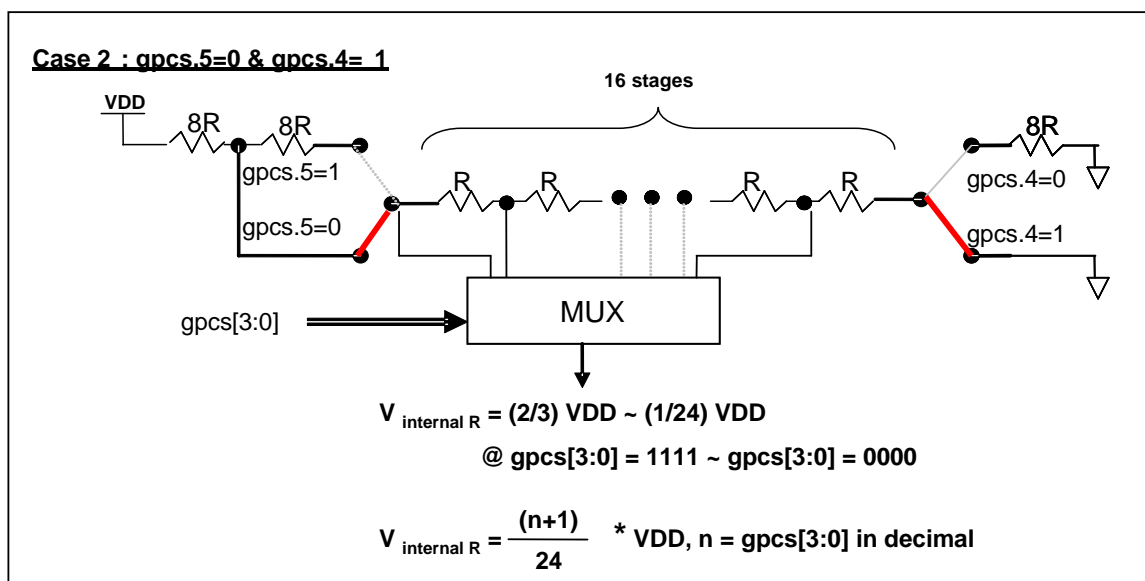 Case 2 : gpcs.5=0 & gpcs.4= 1
16 stages
VDD
8R
8R
8R
gpcs.5=1
R
R
R
R
gpcs.4=0
gpcs.5=0
gpcs.4=1
MUX
gpcs[3:0]
V internal R = (2/3) VDD ~ (1/24) VDD
@ gpcs[3:0] = 1111 ~ gpcs[3:0] = 0000
V internal R = (n+1) / 24 * VDD, n = gpcs[3:0] in decimal